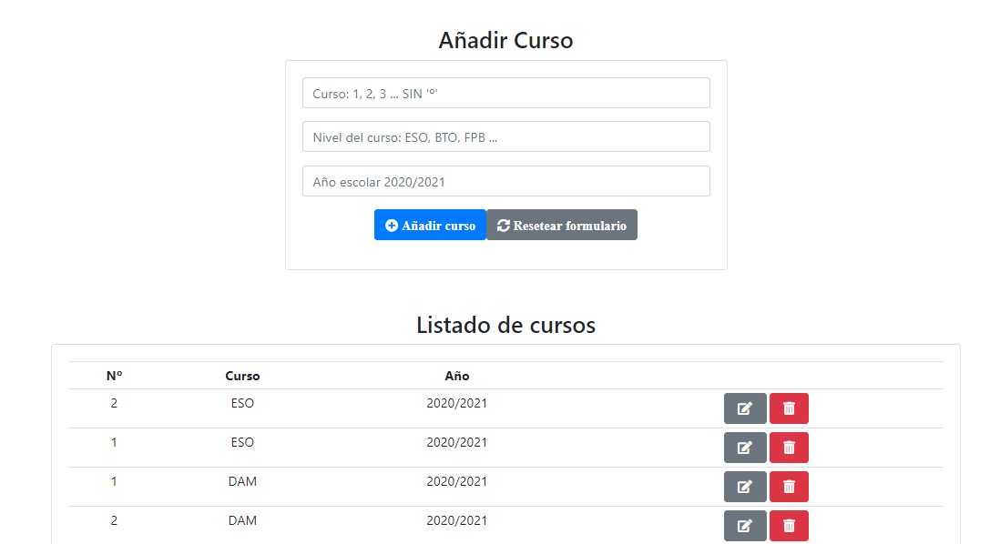 Añadir Curso
Curso: 1, 2, 3 ... SIN 'º'
Nivel del curso: ESO, BTO, FPB ...
Año escolar 2020/2021
Añadir curso Resetear formulario
Listado de cursos
Nº Curso Año
2 ESO 2020/2021
1 ESO 2020/2021
1 DAM 2020/2021
2 DAM 2020/2021